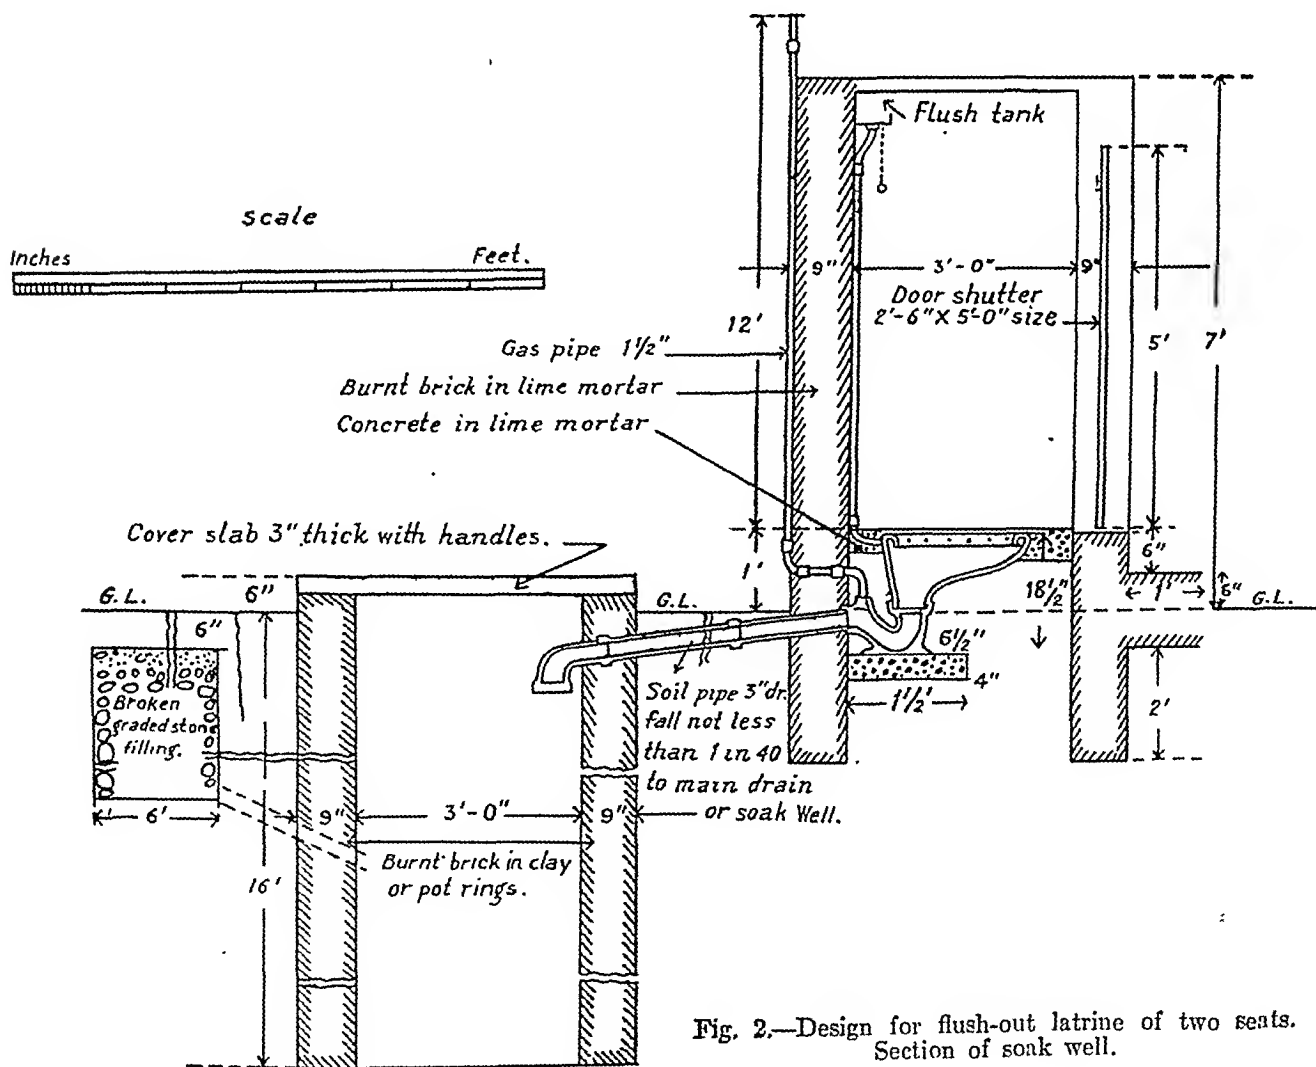 Flush tank
scale
Inches
Feet.
9"
3'-0"
9"
Door shutter
2'-6" X 5'-0" size
12'
5'
7'
Gas pipe 1½"
Burnt brick in lime mortar
Concrete in lime mortar
Cover slab 3" thick with handles.
1'
6"
G.L.
6"
G.L.
18½"
1'
6"
G.L.
6"
6½"
4"
1½'
2'
Broken
graded stone
filling.
Soil pipe 3" dr.
fall not less
than 1 in 40
to main drain
or soak Well.
6'
9"
3'-0"
9"
Burnt brick in clay
or pot rings.
16'
Fig. 2.—Design for flush-out latrine of two seats.
Section of soak well.